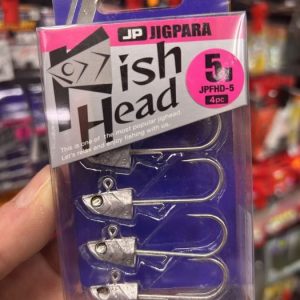 JP JIGPARA
Fish
Head
5g
JPFHD-5
4pc
This is one of the most popular jighead.
Let's relax and enjoy fishing with us.